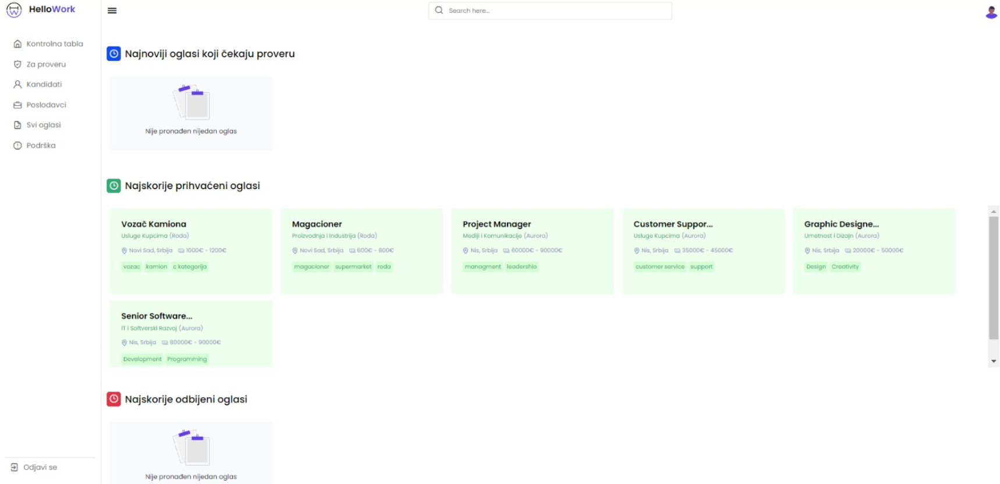 HelloWork
Search here...
Kontrolna tabla
Za proveru
Kandidati
Poslodavci
Svi oglasi
Podrška
Odjavi se
Najnoviji oglasi koji čekaju proveru
Nije pronađen nijedan oglas
Najskorije prihvaćeni oglasi
Vozač Kamiona
Usluge Kupcima (Roda)
Novi Sad, Srbija 1000€ - 1200€
vozac kamion c kategorija
Magacioner
Proizvodnja i Industrija (Roda)
Novi Sad, Srbija 600€ - 800€
magacioner supermarket roda
Project Manager
Mediji i Komunikacije (Aurora)
Nis, Srbija 60000€ - 90000€
managment leadershio
Customer Suppor...
Usluge Kupcima (Aurora)
Nis, Srbija 35000€ - 45000€
customer service support
Graphic Designe...
Umetnost i Dizajn (Aurora)
Nis, Srbija 20000€ - 50000€
Design Creativity
Senior Software...
IT i Softverski Razvoj (Aurora)
Nis, Srbija 80000€ - 90000€
Development Programming
Najskorije odbijeni oglasi
Nije pronađen nijedan oglas